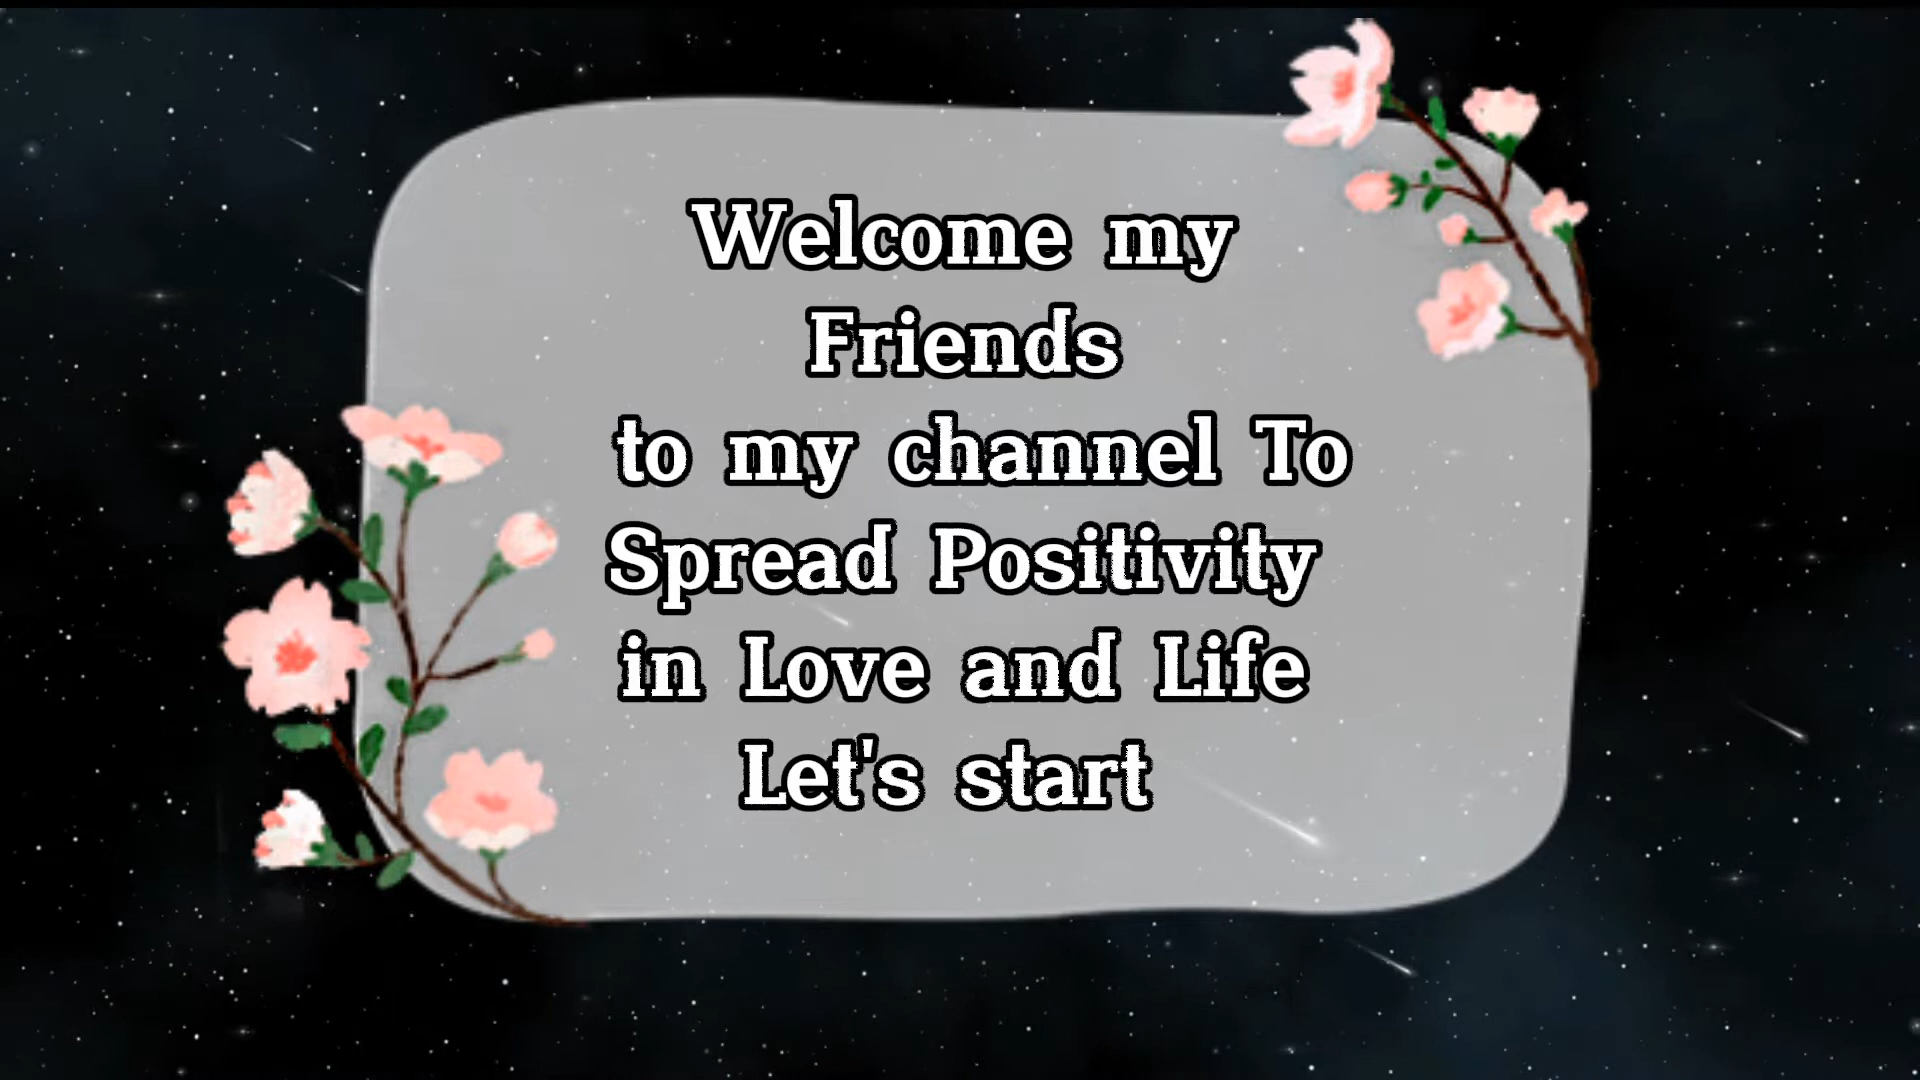 Welcome my
Friends
to my channel To
Spread Positivity
in Love and Life
Let's start